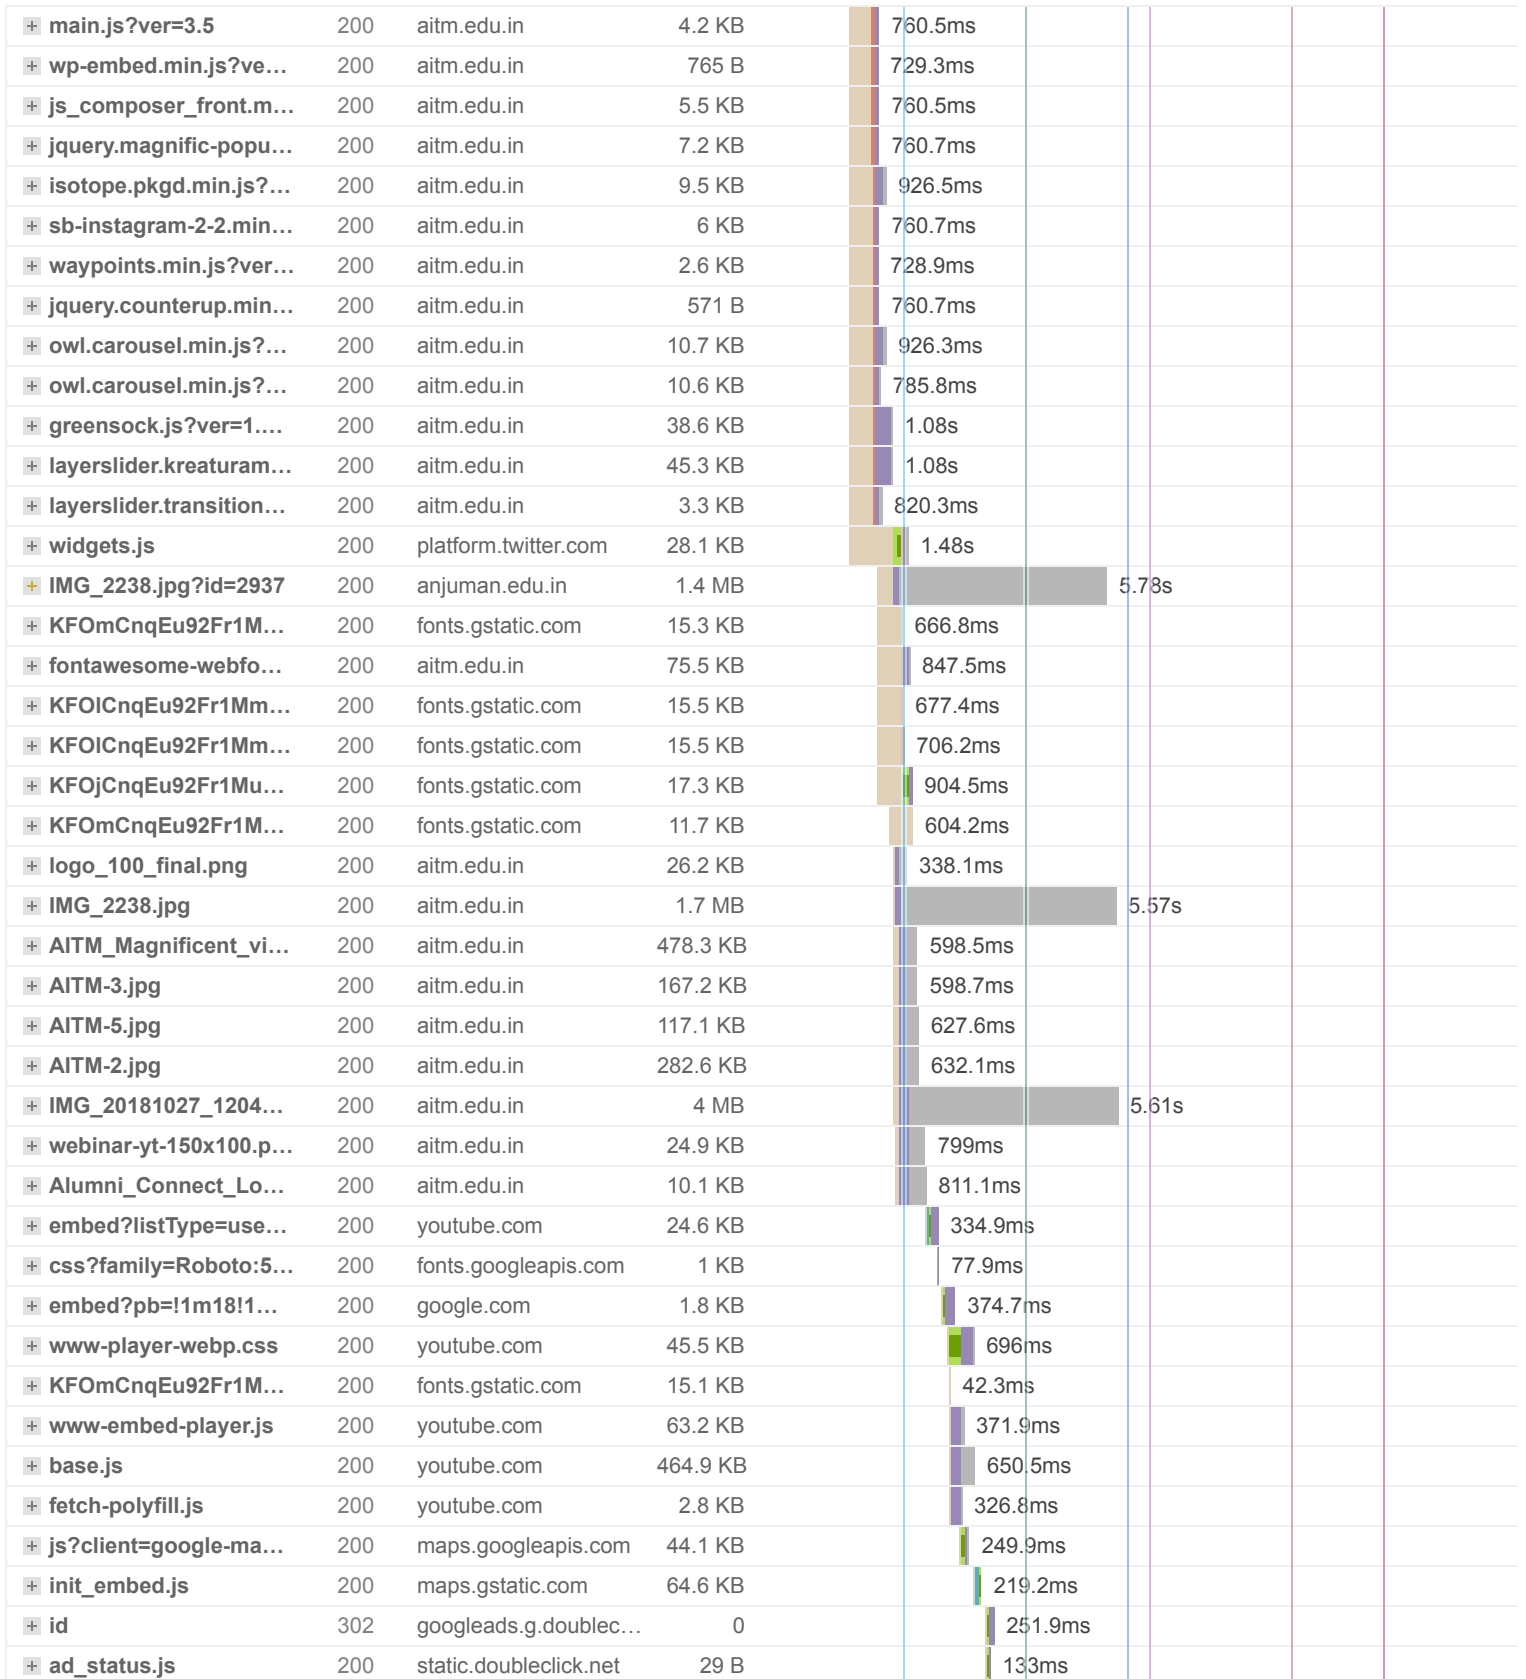 main.js?ver=3.5 200 aitm.edu.in 4.2 KB 760.5ms
wp-embed.min.js?ve… 200 aitm.edu.in 765 B 729.3ms
js_composer_front.m… 200 aitm.edu.in 5.5 KB 760.5ms
jquery.magnific-popu… 200 aitm.edu.in 7.2 KB 760.7ms
isotope.pkgd.min.js?… 200 aitm.edu.in 9.5 KB 926.5ms
sb-instagram-2-2.min… 200 aitm.edu.in 6 KB 760.7ms
waypoints.min.js?ver… 200 aitm.edu.in 2.6 KB 728.9ms
jquery.counterup.min… 200 aitm.edu.in 571 B 760.7ms
owl.carousel.min.js?… 200 aitm.edu.in 10.7 KB 926.3ms
owl.carousel.min.js?… 200 aitm.edu.in 10.6 KB 785.8ms
greensock.js?ver=1.… 200 aitm.edu.in 38.6 KB 1.08s
layerslider.kreaturam… 200 aitm.edu.in 45.3 KB 1.08s
layerslider.transition… 200 aitm.edu.in 3.3 KB 820.3ms
widgets.js 200 platform.twitter.com 28.1 KB 1.48s
IMG_2238.jpg?id=2937 200 anjuman.edu.in 1.4 MB 5.78s
KFOmCnqEu92Fr1M… 200 fonts.gstatic.com 15.3 KB 666.8ms
fontawesome-webfo… 200 aitm.edu.in 75.5 KB 847.5ms
KFOlCnqEu92Fr1Mm… 200 fonts.gstatic.com 15.5 KB 677.4ms
KFOlCnqEu92Fr1Mm… 200 fonts.gstatic.com 15.5 KB 706.2ms
KFOjCnqEu92Fr1Mu… 200 fonts.gstatic.com 17.3 KB 904.5ms
KFOmCnqEu92Fr1M… 200 fonts.gstatic.com 11.7 KB 604.2ms
logo_100_final.png 200 aitm.edu.in 26.2 KB 338.1ms
IMG_2238.jpg 200 aitm.edu.in 1.7 MB 5.57s
AITM_Magnificent_vi… 200 aitm.edu.in 478.3 KB 598.5ms
AITM-3.jpg 200 aitm.edu.in 167.2 KB 598.7ms
AITM-5.jpg 200 aitm.edu.in 117.1 KB 627.6ms
AITM-2.jpg 200 aitm.edu.in 282.6 KB 632.1ms
IMG_20181027_1204… 200 aitm.edu.in 4 MB 5.61s
webinar-yt-150x100.p… 200 aitm.edu.in 24.9 KB 799ms
Alumni_Connect_Lo… 200 aitm.edu.in 10.1 KB 811.1ms
embed?listType=use… 200 youtube.com 24.6 KB 334.9ms
css?family=Roboto:5… 200 fonts.googleapis.com 1 KB 77.9ms
embed?pb=!1m18!1… 200 google.com 1.8 KB 374.7ms
www-player-webp.css 200 youtube.com 45.5 KB 696ms
KFOmCnqEu92Fr1M… 200 fonts.gstatic.com 15.1 KB 42.3ms
www-embed-player.js 200 youtube.com 63.2 KB 371.9ms
base.js 200 youtube.com 464.9 KB 650.5ms
fetch-polyfill.js 200 youtube.com 2.8 KB 326.8ms
js?client=google-ma… 200 maps.googleapis.com 44.1 KB 249.9ms
init_embed.js 200 maps.gstatic.com 64.6 KB 219.2ms
id 302 googleads.g.doublec… 0 251.9ms
ad_status.js 200 static.doubleclick.net 29 B 133ms